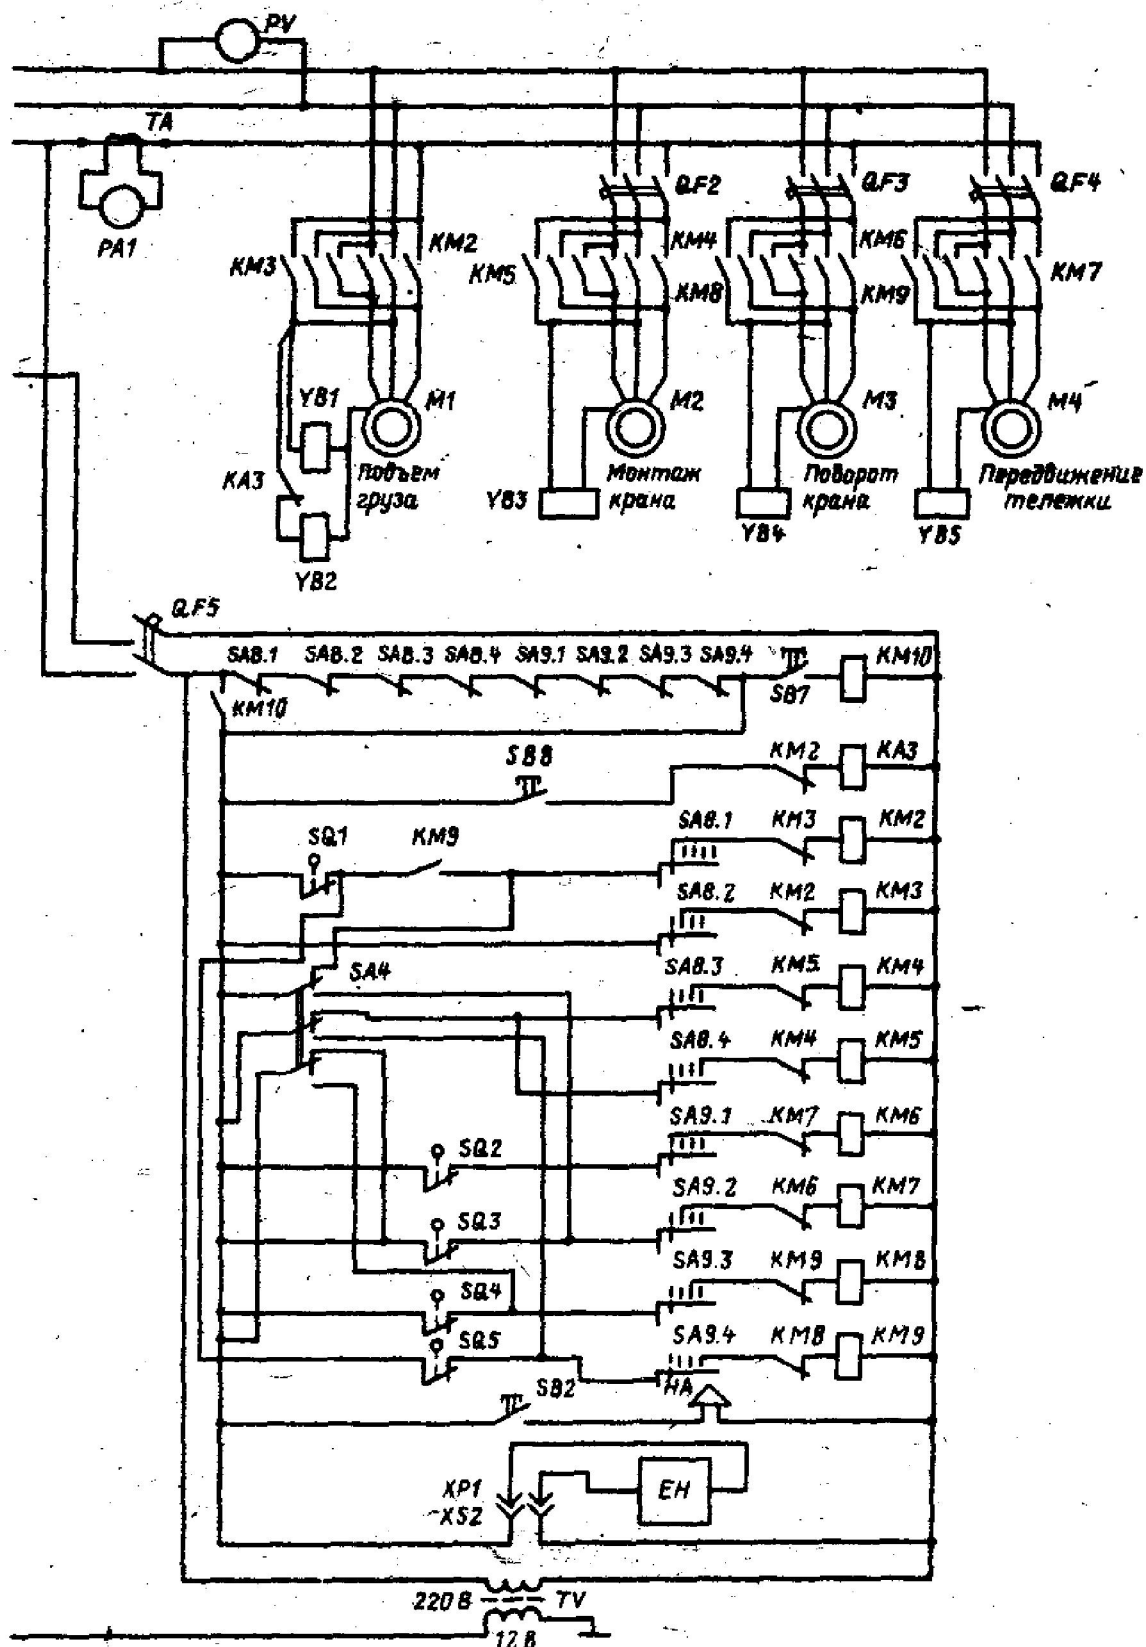 PV
TA
PA1
QF2
QF3
QF4
KM3
KM2
KM5
KM4
KM8
KM6
KM9
KM7
YB1
M1
M2
M3
M4
KA3
Подъем
груза
YB3
Монтаж
крана
Поворот
крана
Передвижение
тележки
YB4
YB5
YB2
QF5
SA8.1
SA8.2
SA8.3
SA8.4
SA9.1
SA9.2
SA9.3
SA9.4
KM10
KM10
SB7
SB8
KM2
KA3
SQ1
KM9
SA8.1
KM3
KM2
SA8.2
KM2
KM3
SA4
SA8.3
KM5
KM4
SA8.4
KM4
KM5
SA9.1
KM7
KM6
SQ2
SA9.2
KM6
KM7
SQ3
SA9.3
KM9
KM8
SQ4
SQ5
SA9.4
KM8
KM9
SB2
HA
XP1
XS2
EH
220 В
TV
12 В